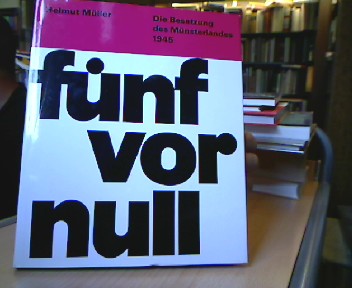 Helmut Müller
Die Besetzung
des Münsterlandes
1945
fünf
vor
null